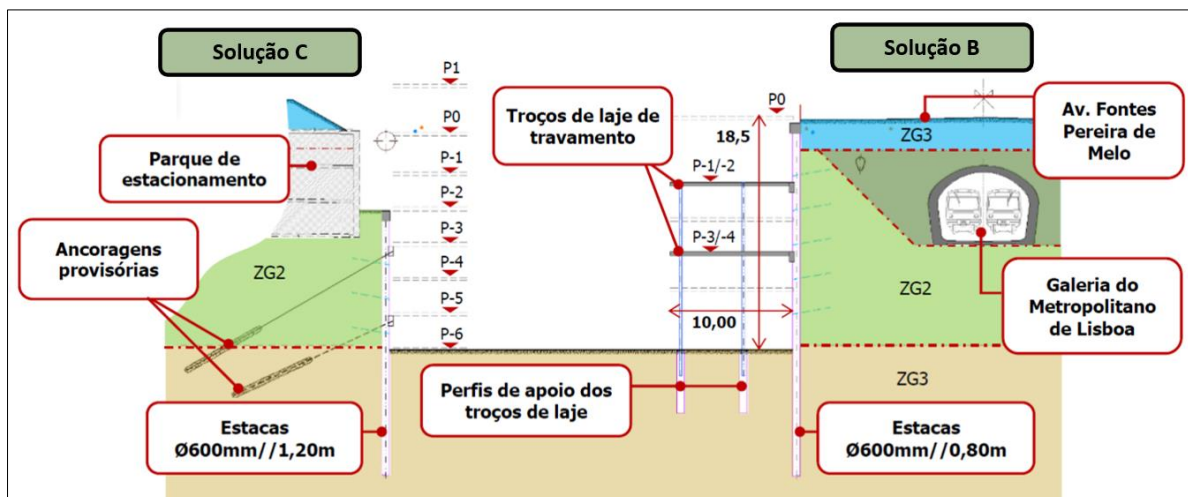 Solução C
Solução B
P1
P0
P-1
P-2
P-3
P-4
P-5
P-6
Parque de
estacionamento
Ancoragens
provisórias
ZG2
Estacas
Ø600mm//1,20m
Troços de laje de
travamento
P0
18,5
P-1/-2
P-3/-4
10,00
Perfis de apoio dos
troços de laje
ZG3
Av. Fontes
Pereira de
Melo
ZG2
Galeria do
Metropolitano
de Lisboa
ZG3
Estacas
Ø600mm//0,80m